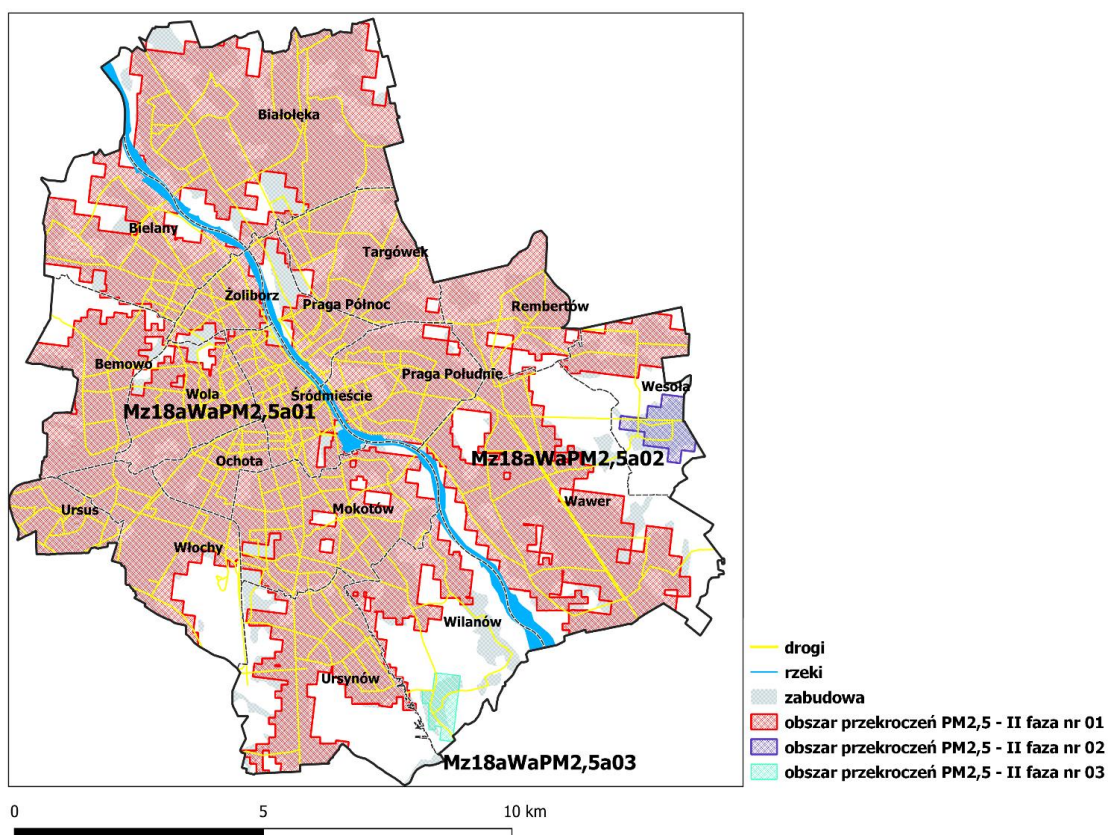 Białołęka
Bielany
Targówek
Żoliborz
Praga Północ
Rembertów
Bemowo
Praga Południe
Wesoła
Wola
Śródmieście
Mz18aWaPM2,5a01
Ochota
Mz18aWaPM2,5a02
Ursus
Mokotów
Wawer
Włochy
Wilanów
Ursynów
Mz18aWaPM2,5a03
drogi
rzeki
zabudowa
obszar przekroczeń PM2,5 - II faza nr 01
obszar przekroczeń PM2,5 - II faza nr 02
obszar przekroczeń PM2,5 - II faza nr 03
0 5 10 km